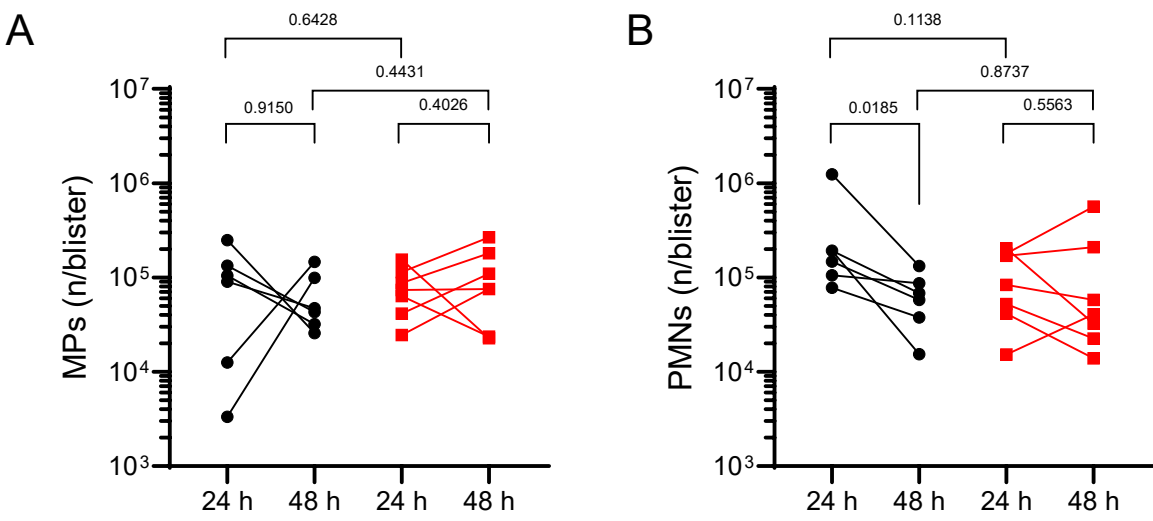 A
0.6428
0.4431
0.9150
0.4026
MPs (n/blister)
10⁷
10⁶
10⁵
10⁴
10³
24 h
48 h
24 h
48 h
B
0.1138
0.8737
0.0185
0.5563
PMNs (n/blister)
10⁷
10⁶
10⁵
10⁴
10³
24 h
48 h
24 h
48 h